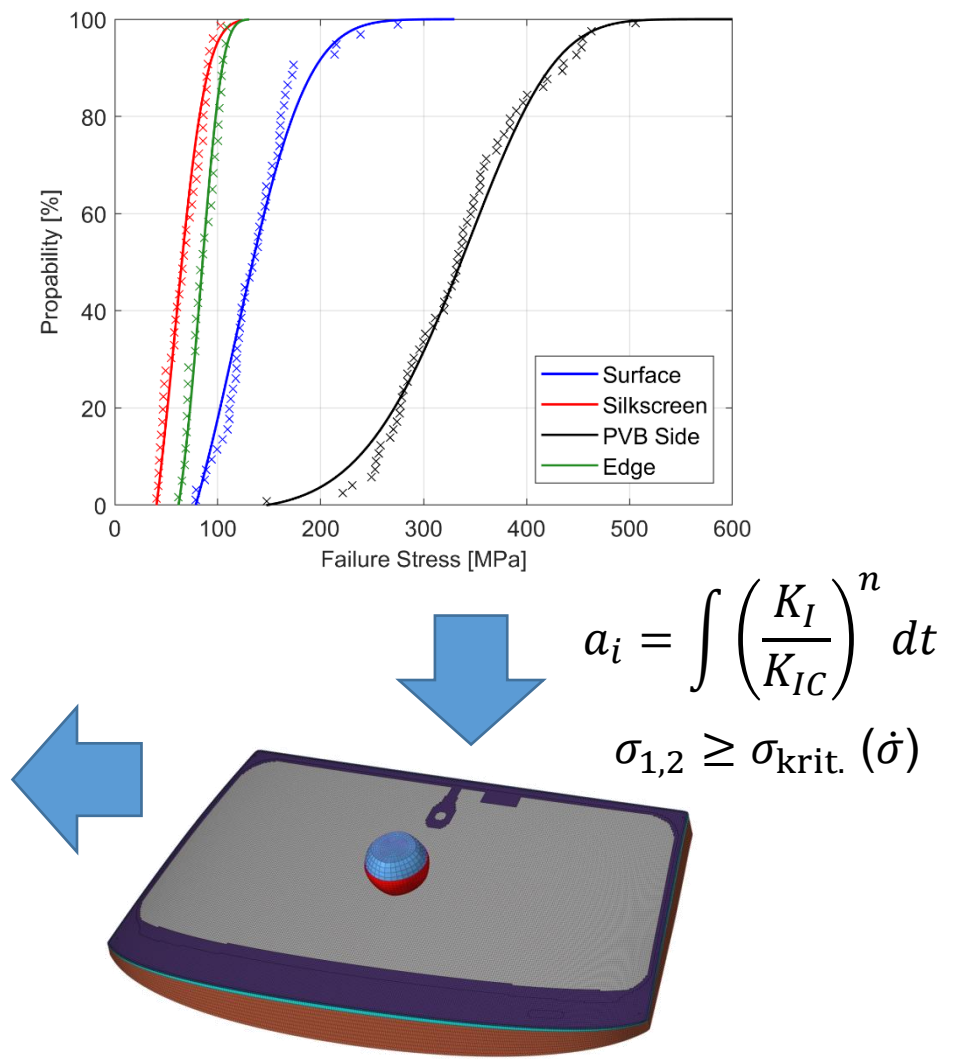 100
80
60
40
20
0
Propability [%]
0 100 200 300 400 500 600
Failure Stress [MPa]
Surface
Silkscreen
PVB Side
Edge
a_i = ∫ (K_I / K_IC)^n dt
σ_1,2 ≥ σ_krit. (σ̇)